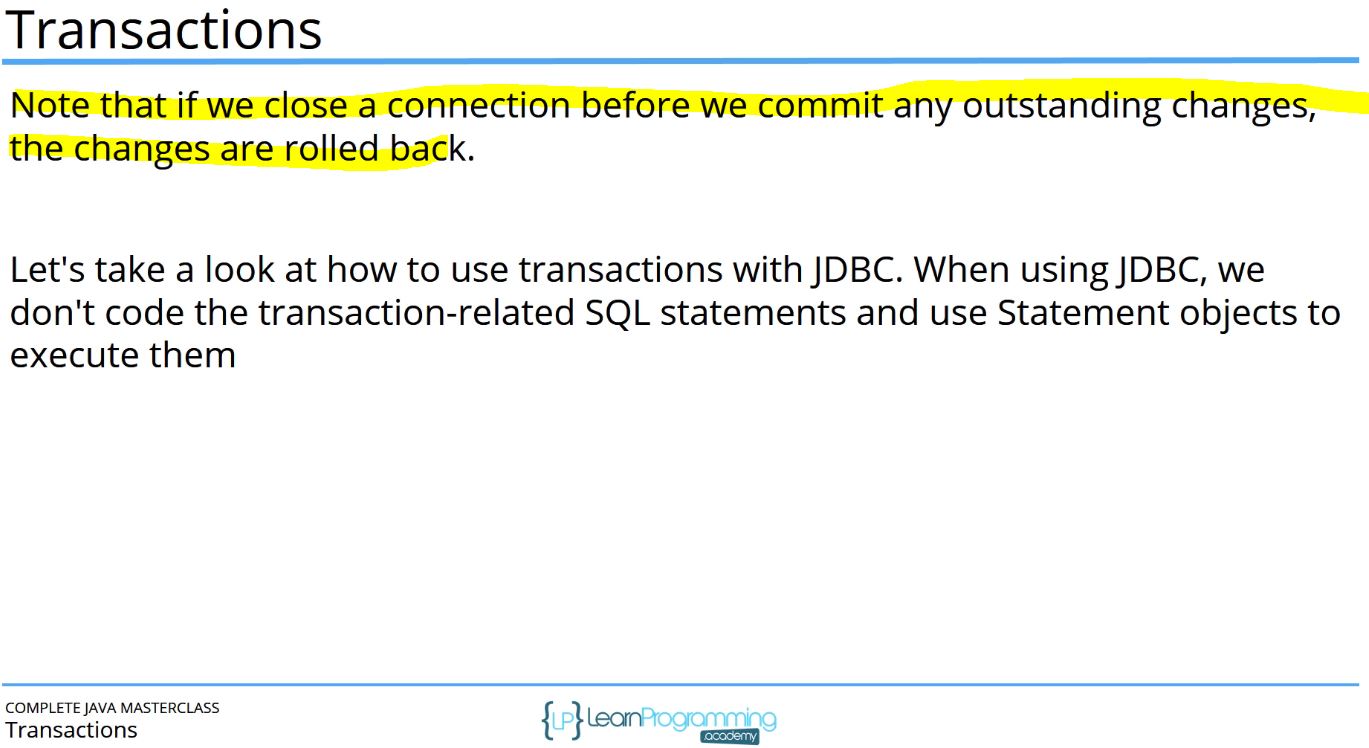 Transactions
Note that if we close a connection before we commit any outstanding changes,
the changes are rolled back.
Let's take a look at how to use transactions with JDBC. When using JDBC, we
don't code the transaction-related SQL statements and use Statement objects to
execute them
COMPLETE JAVA MASTERCLASS
Transactions
{LP} LearnProgramming
.academy